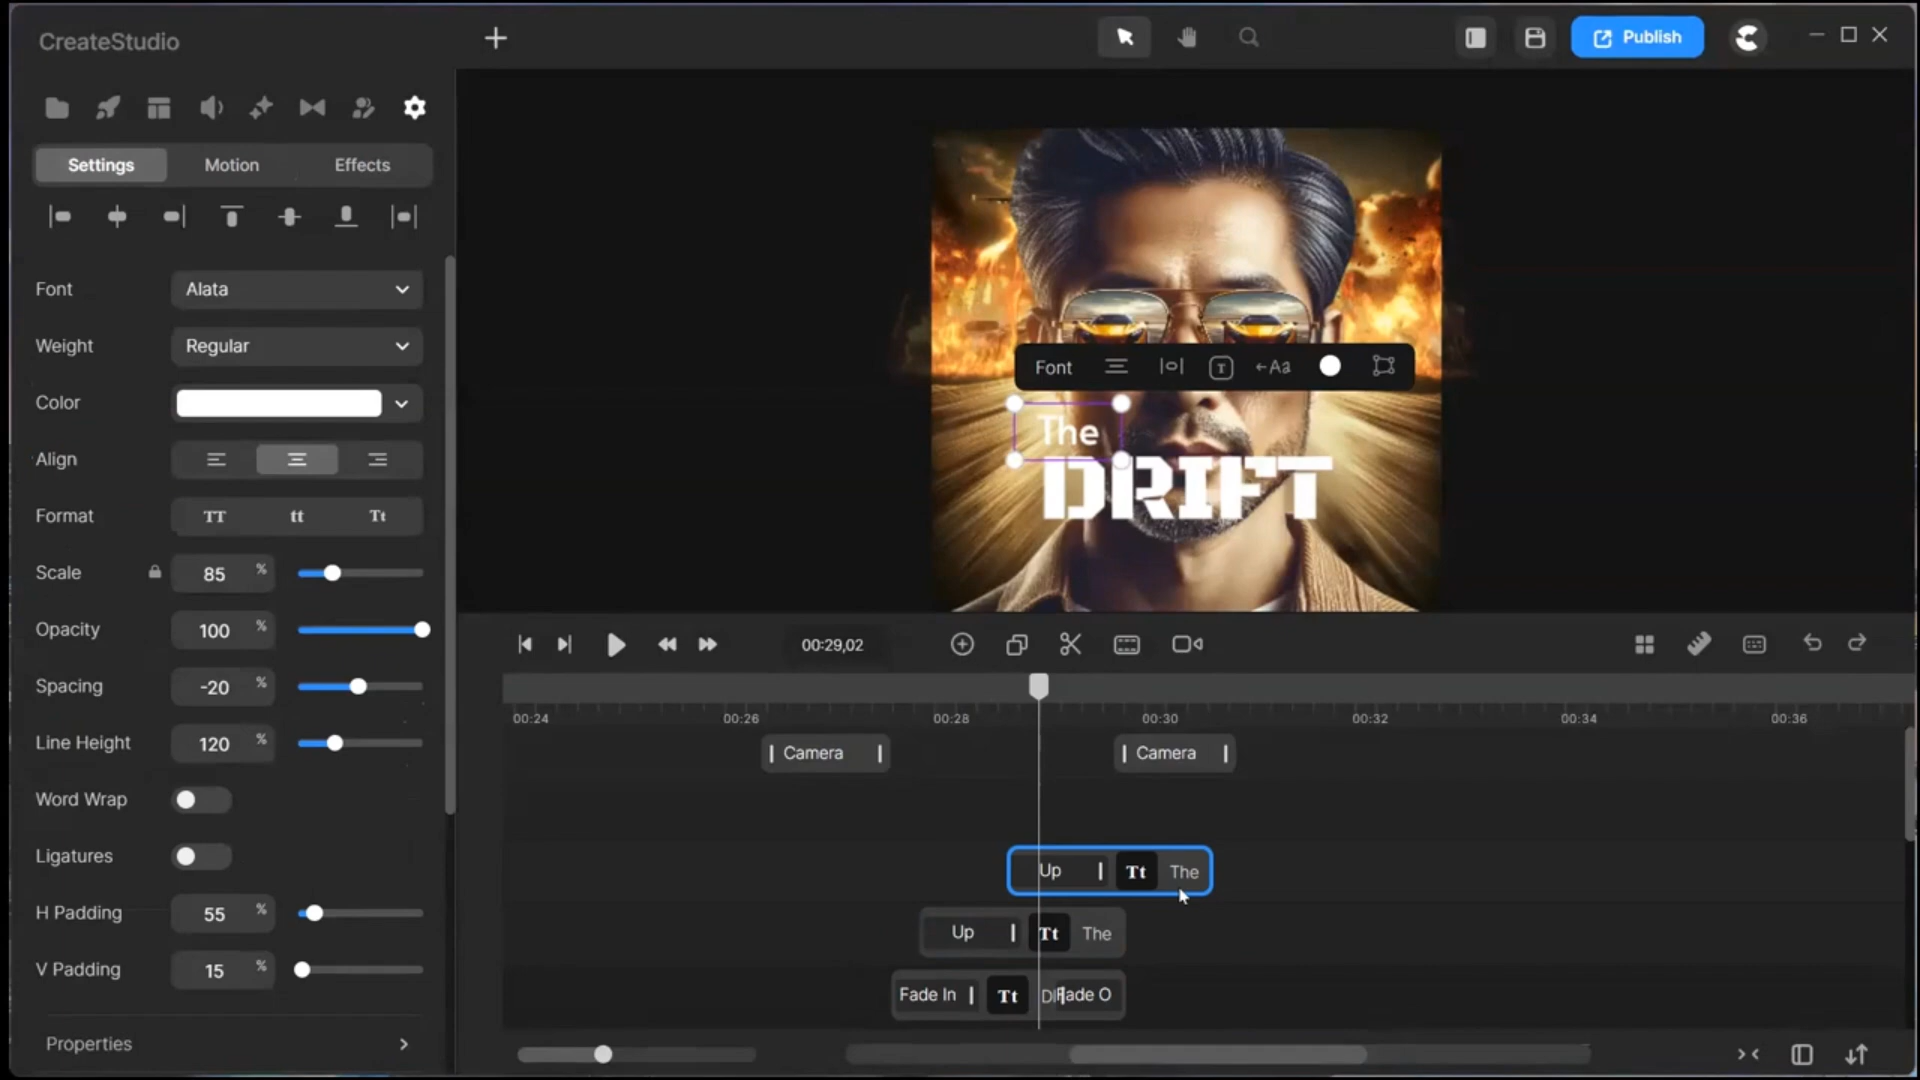 CreateStudio
Publish
Settings
Motion
Effects
Font
Alata
Weight
Regular
Color
Align
Format
TT
tt
Tt
Scale
85
%
Opacity
100
%
Spacing
-20
%
Line Height
120
%
Word Wrap
Ligatures
H Padding
55
%
V Padding
15
%
Properties
Font
T
Aa
The
DRIFT
00:29,02
00:24
00:26
00:28
00:30
00:32
00:34
00:36
Camera
Camera
Up
Tt
The
Up
Tt
The
Fade In
Tt
Fade O